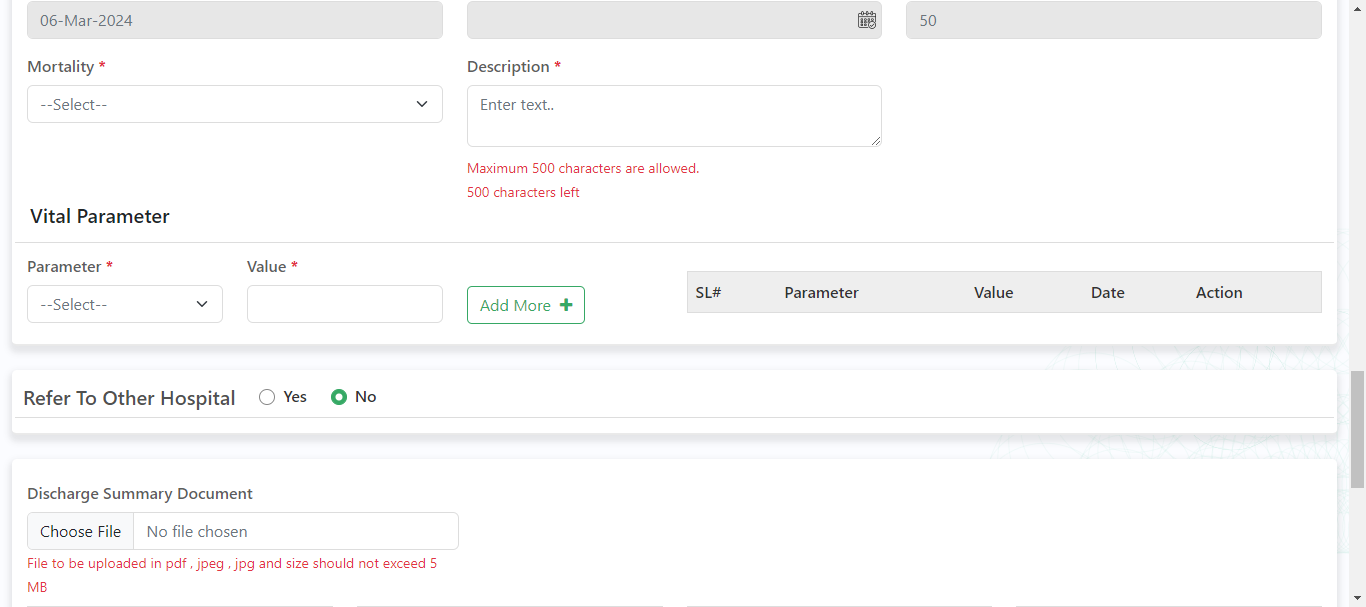 06-Mar-2024
50
Mortality *
Description *
--Select--
Enter text..
Maximum 500 characters are allowed.
500 characters left
Vital Parameter
Parameter *
Value *
--Select--
Add More +
SL# Parameter Value Date Action
Refer To Other Hospital Yes No
Discharge Summary Document
Choose File No file chosen
File to be uploaded in pdf , jpeg , jpg and size should not exceed 5
MB